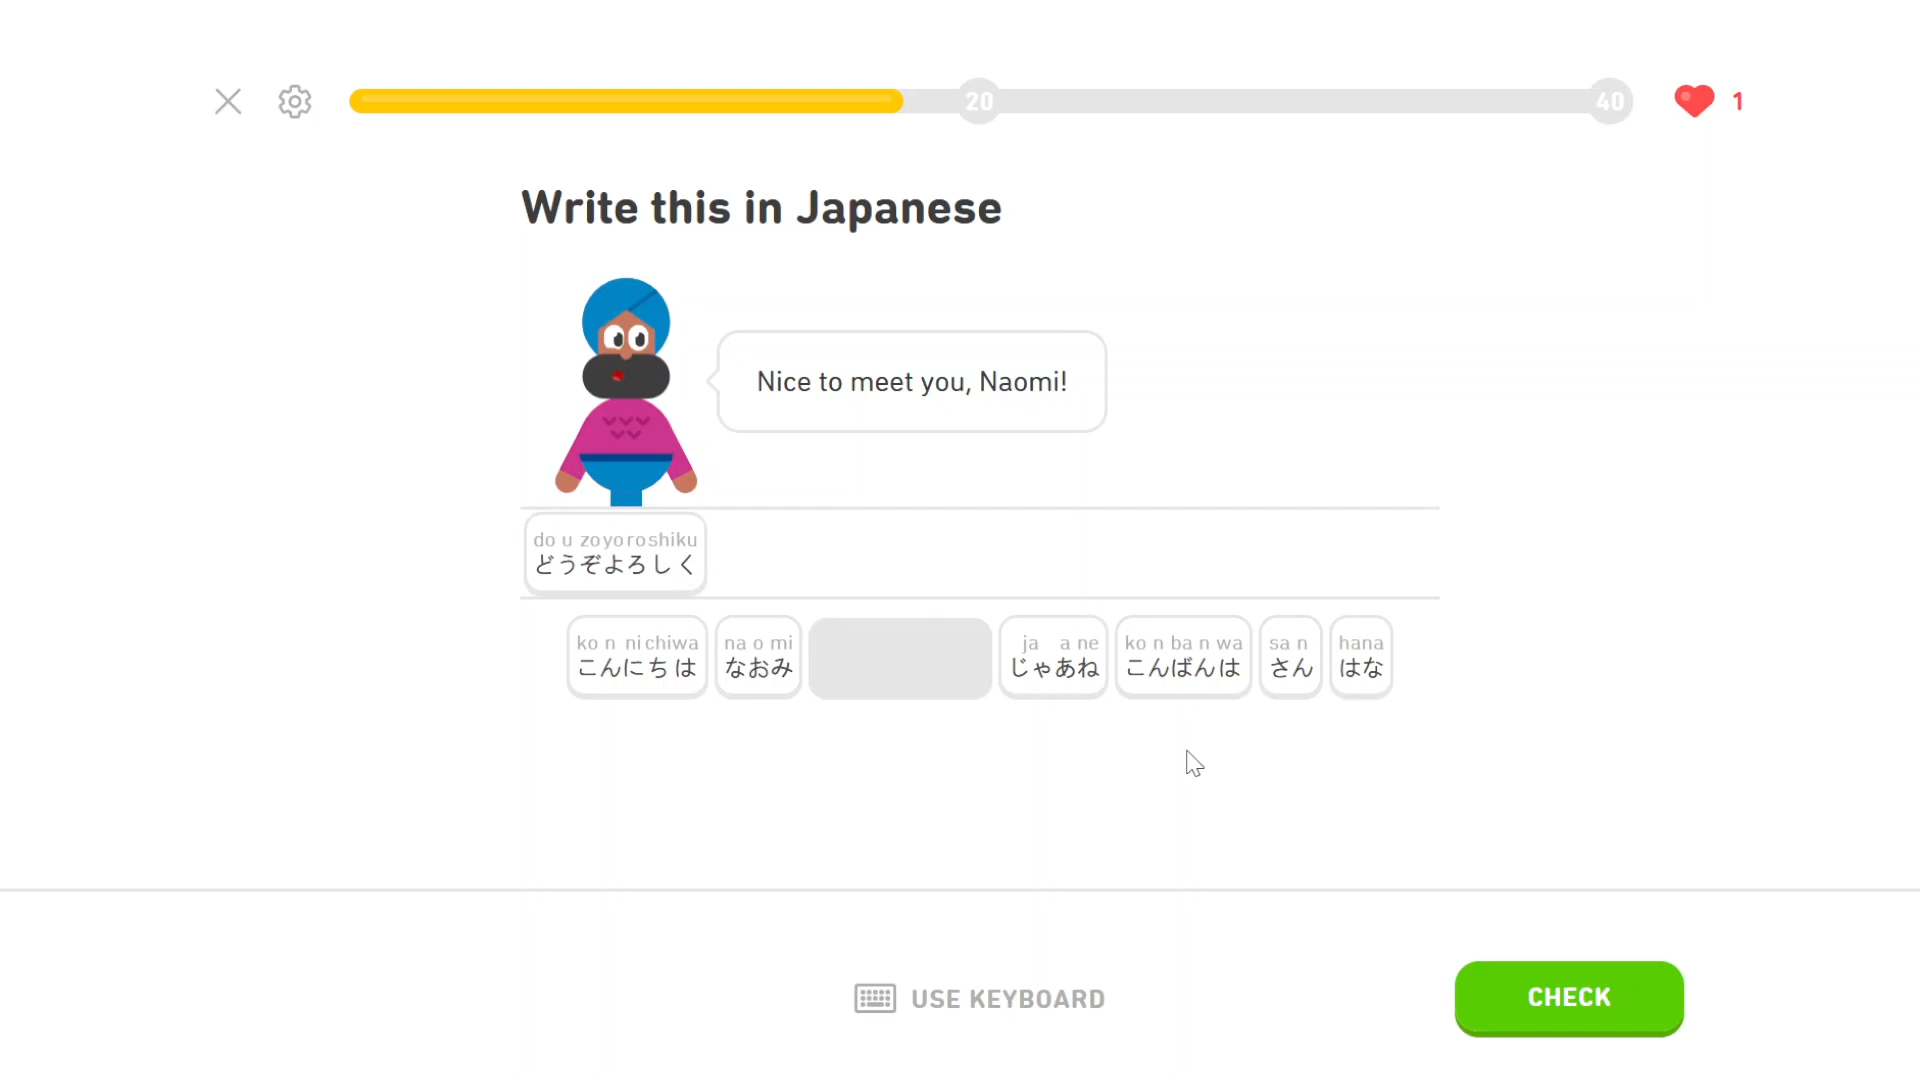 20
40
1
Write this in Japanese
Nice to meet you, Naomi!
do u zo yo ro shi ku
どうぞよろしく
ko n ni chi wa
こんにちは
na o mi
なおみ
ja a ne
じゃあね
ko n ba n wa
こんばんは
sa n
さん
ha na
はな
USE KEYBOARD
CHECK